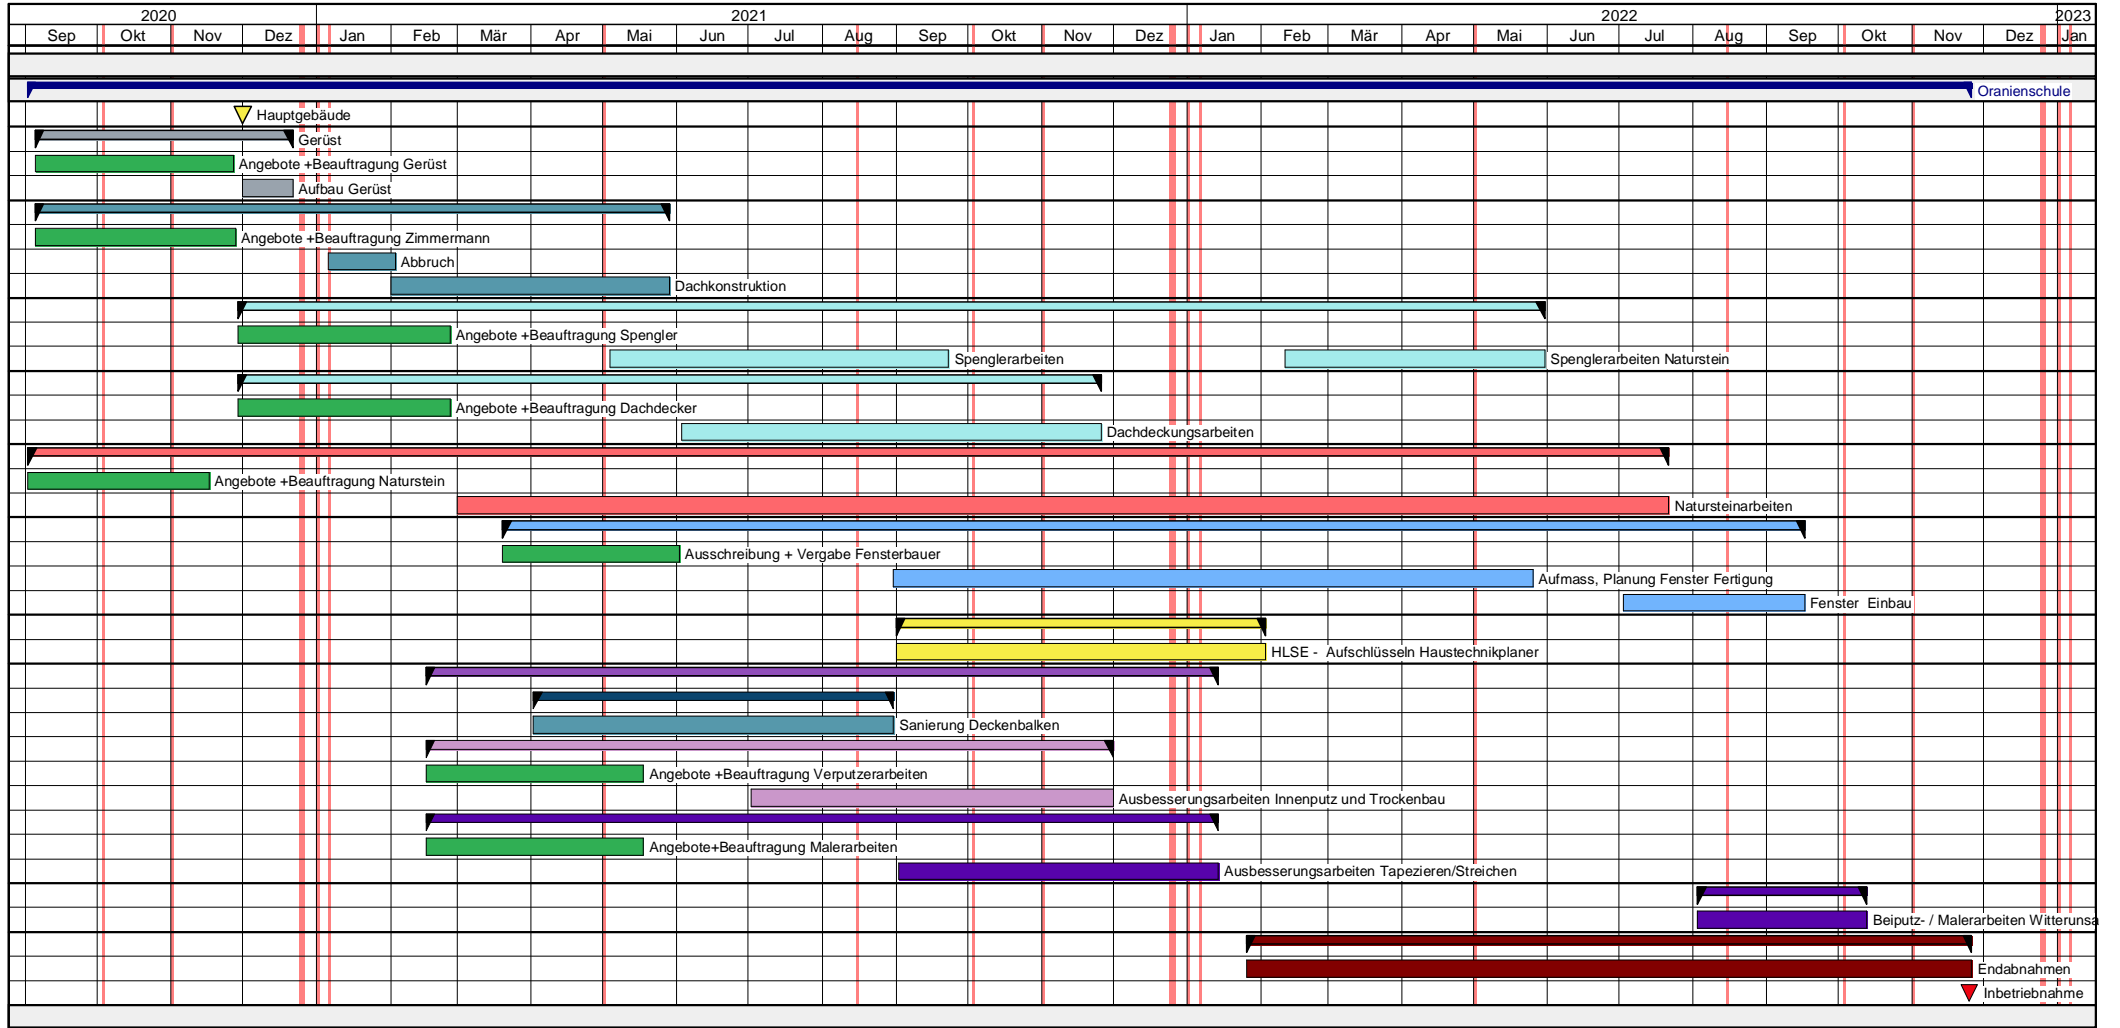 2020 2021 2022 2023
Sep Okt Nov Dez Jan Feb Mär Apr Mai Jun Jul Aug Sep Okt Nov Dez Jan Feb Mär Apr Mai Jun Jul Aug Sep Okt Nov Dez Jan
Oranienschule
Hauptgebäude
Gerüst
Angebote +Beauftragung Gerüst
Aufbau Gerüst
Angebote +Beauftragung Zimmermann
Abbruch
Dachkonstruktion
Angebote +Beauftragung Spengler
Spenglerarbeiten Spenglerarbeiten Naturstein
Angebote +Beauftragung Dachdecker
Dachdeckungsarbeiten
Angebote +Beauftragung Naturstein
Natursteinarbeiten
Ausschreibung + Vergabe Fensterbauer
Aufmass, Planung Fenster Fertigung
Fenster  Einbau
HLSE -  Aufschlüsseln Haustechnikplaner
Sanierung Deckenbalken
Angebote +Beauftragung Verputzerarbeiten
Ausbesserungsarbeiten Innenputz und Trockenbau
Angebote+Beauftragung Malerarbeiten
Ausbesserungsarbeiten Tapezieren/Streichen
Beiputz- / Malerarbeiten Witterunsa
Endabnahmen
Inbetriebnahme